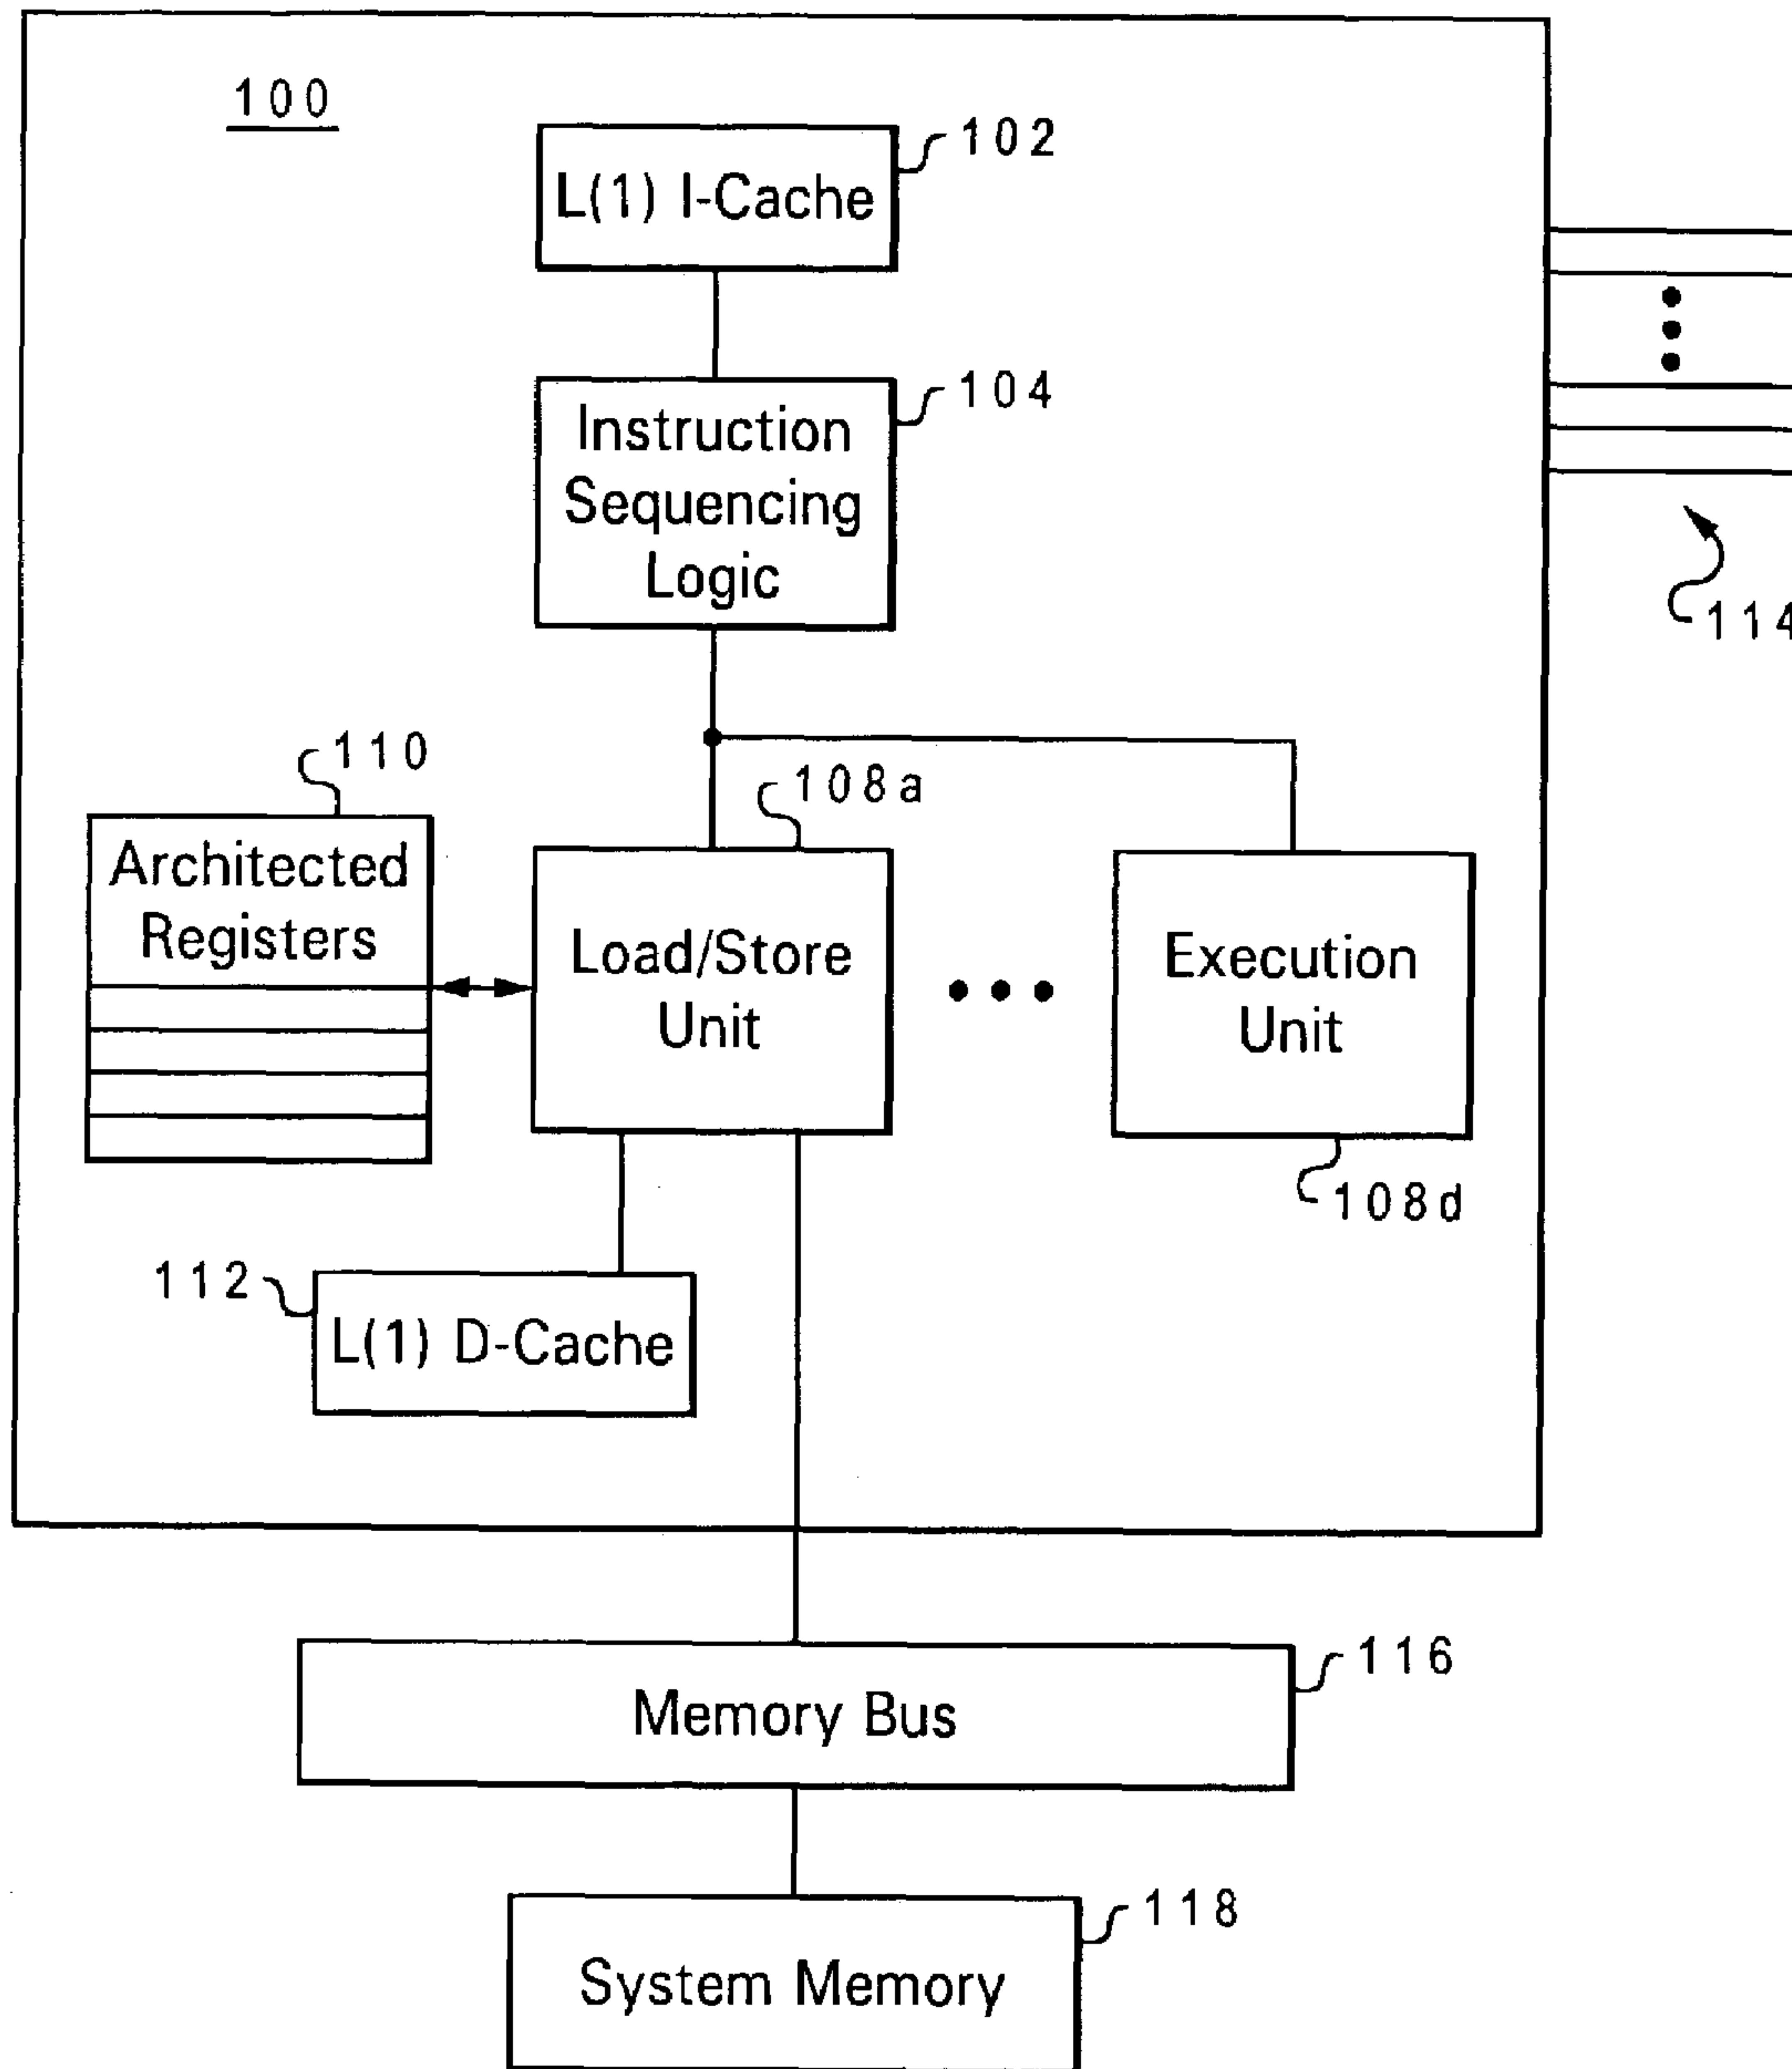 100
102
L(1) I-Cache
104
Instruction
Sequencing
Logic
114
110
108a
Architected
Registers
Load/Store
Unit
Execution
Unit
108d
112
L(1) D-Cache
116
Memory Bus
118
System Memory